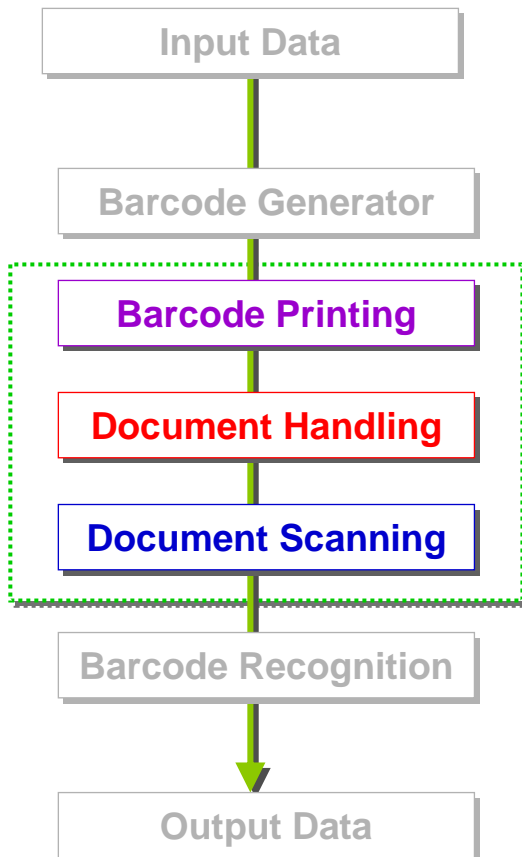 Input Data
Barcode Generator
Barcode Printing
Document Handling
Document Scanning
Barcode Recognition
Output Data